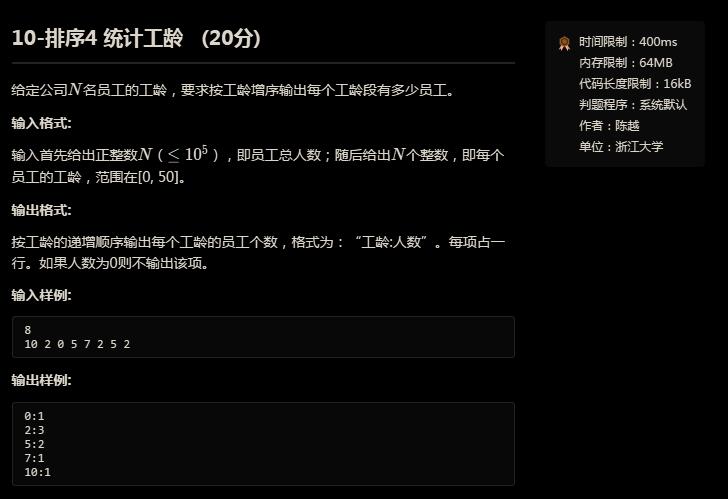 10-排序4 统计工龄 (20分)
给定公司N名员工的工龄，要求按工龄增序输出每个工龄段有多少员工。
输入格式:
输入首先给出正整数N（≤ 10^5），即员工总人数；随后给出N个整数，即每个
员工的工龄，范围在[0, 50]。
输出格式:
按工龄的递增顺序输出每个工龄的员工个数，格式为：“工龄:人数”。每项占一
行。如果人数为0则不输出该项。
输入样例:
8
10 2 0 5 7 2 5 2
输出样例:
0:1
2:3
5:2
7:1
10:1
时间限制：400ms
内存限制：64MB
代码长度限制：16kB
判题程序：系统默认
作者：陈越
单位：浙江大学